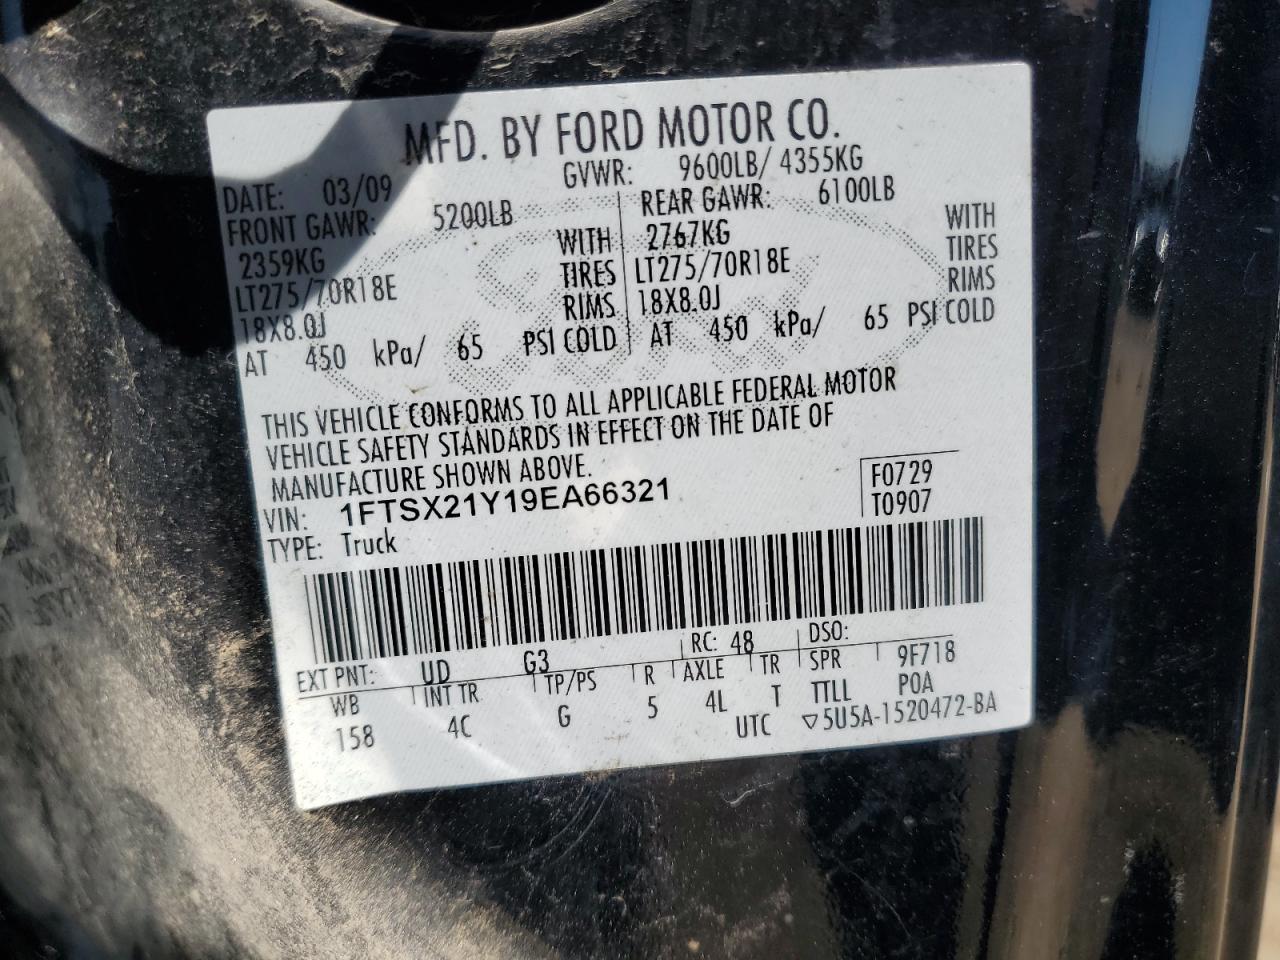 MFD. BY FORD MOTOR CO.
DATE: 03/09 GVWR: 9600LB/ 4355KG
FRONT GAWR: 5200LB REAR GAWR: 6100LB
2359KG WITH 2767KG WITH
LT275/70R18E TIRES LT275/70R18E TIRES
18X8.0J RIMS 18X8.0J RIMS
AT 450 kPa/ 65 PSI COLD AT 450 kPa/ 65 PSI COLD
THIS VEHICLE CONFORMS TO ALL APPLICABLE FEDERAL MOTOR
VEHICLE SAFETY STANDARDS IN EFFECT ON THE DATE OF
MANUFACTURE SHOWN ABOVE.
VIN: 1FTSX21Y19EA66321
F0729
TYPE: Truck
T0907
EXT PNT: UD G3 RC: 48 DSO:
WB INT TR TP/PS R AXLE TR SPR 9F718
158 4C G 5 4L T TTLL POA
UTC ▽5U5A-1520472-BA